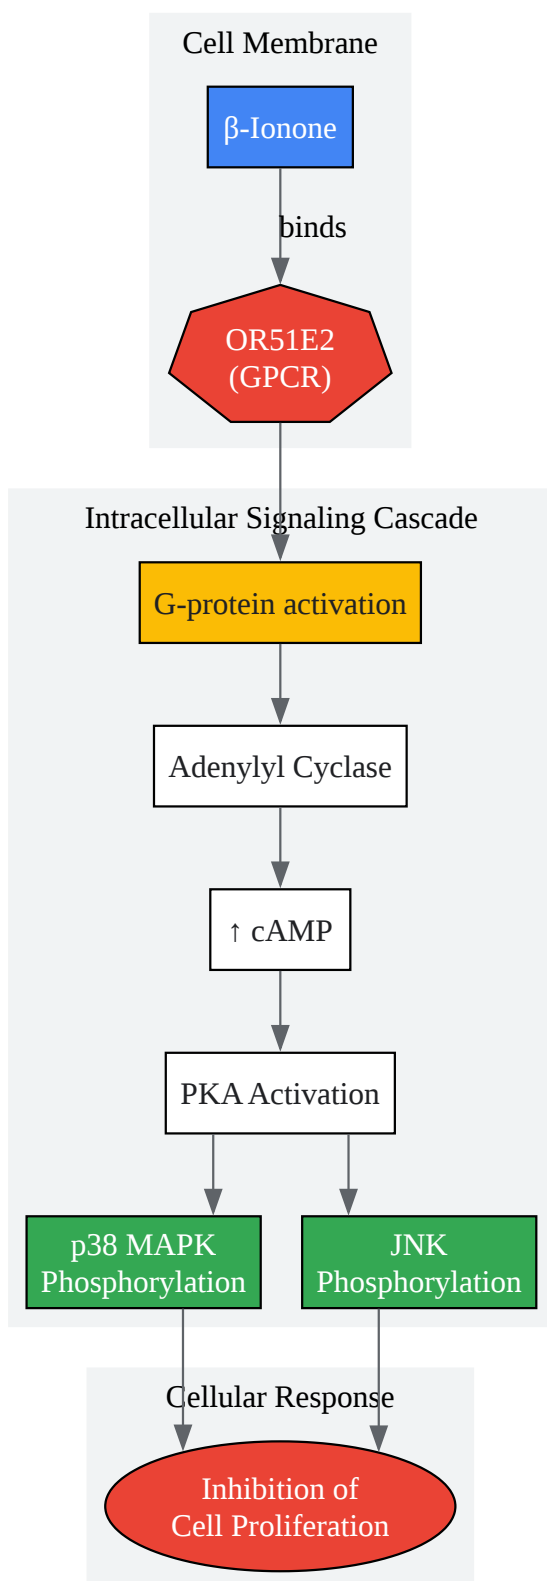 Cell Membrane
β-Ionone
binds
OR51E2
(GPCR)
Intracellular Signaling Cascade
G-protein activation
Adenylyl Cyclase
↑ cAMP
PKA Activation
p38 MAPK
Phosphorylation
JNK
Phosphorylation
Cellular Response
Inhibition of
Cell Proliferation